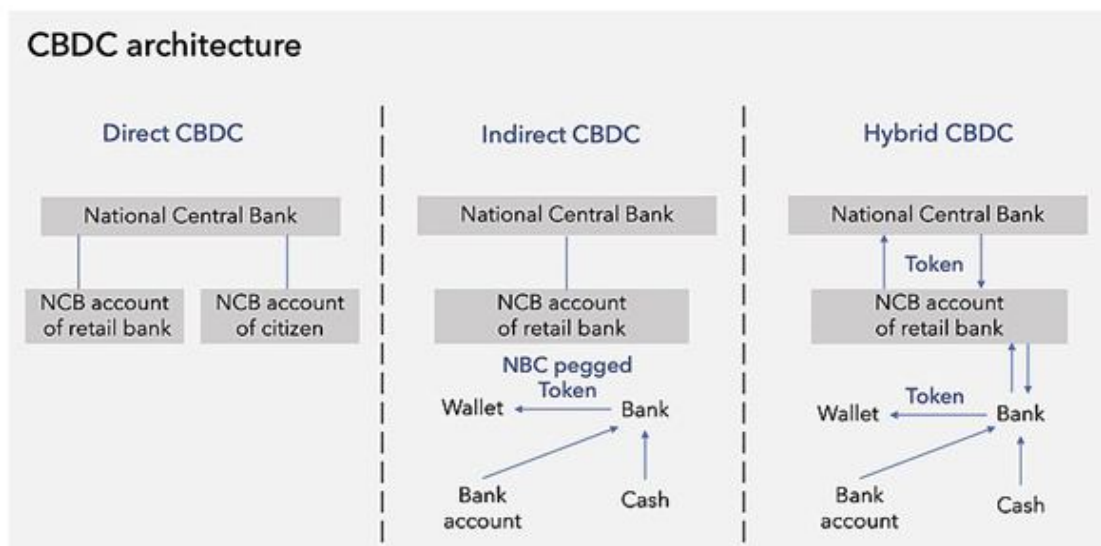 CBDC architecture
Direct CBDC
National Central Bank
NCB account
of retail bank
NCB account
of citizen
Indirect CBDC
National Central Bank
NCB account
of retail bank
NBC pegged
Token
Wallet
Bank
Bank
account
Cash
Hybrid CBDC
National Central Bank
Token
NCB account
of retail bank
Token
Wallet
Bank
Bank
account
Cash